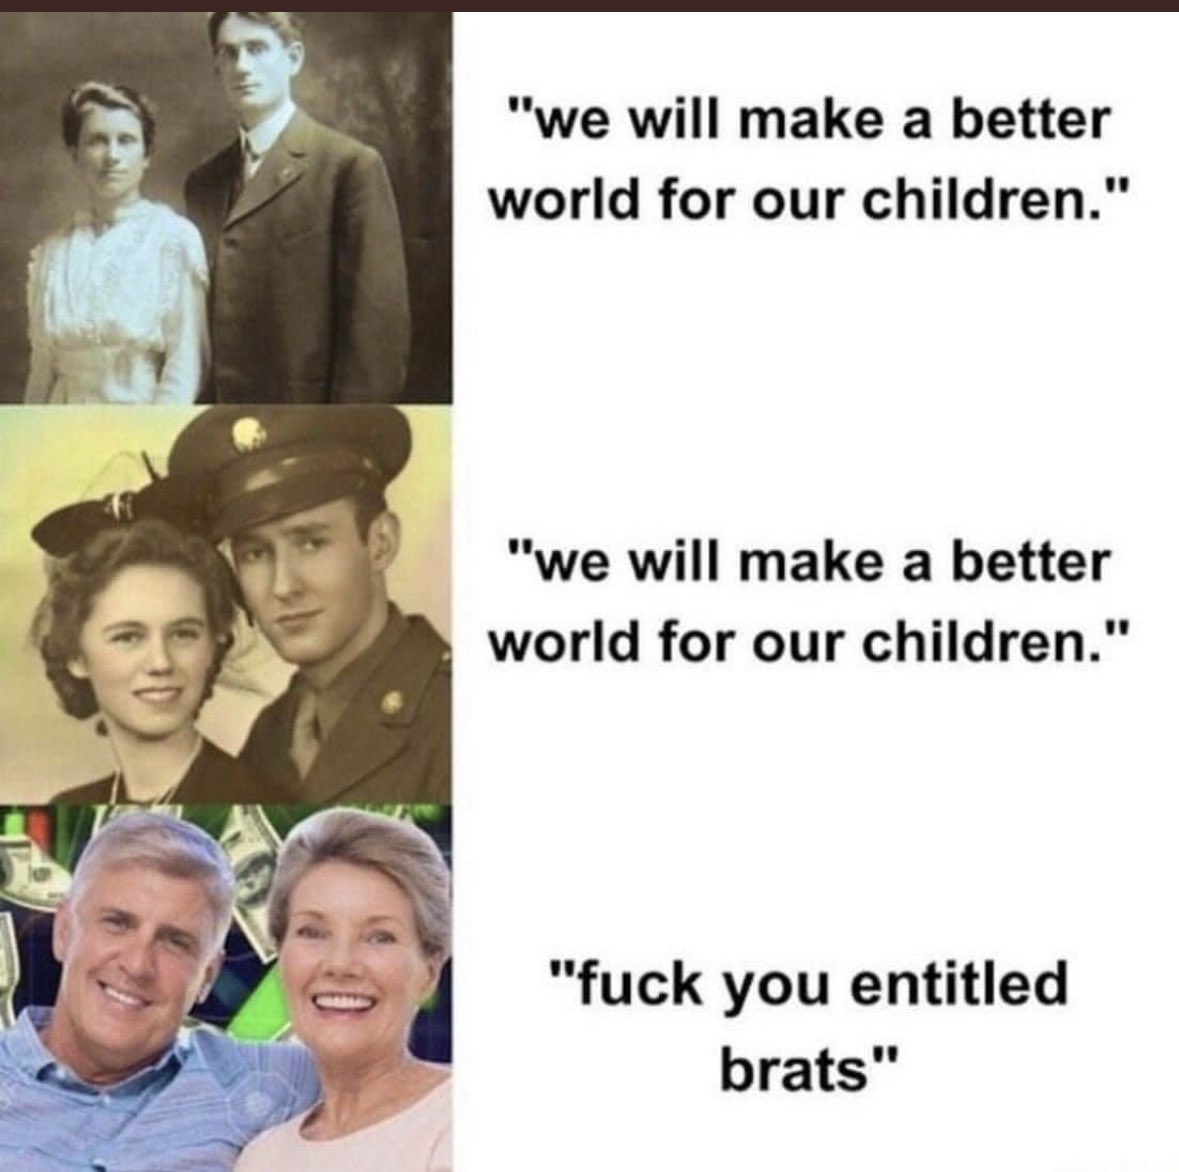 "we will make a better
world for our children."
"we will make a better
world for our children."
"fuck you entitled
brats"